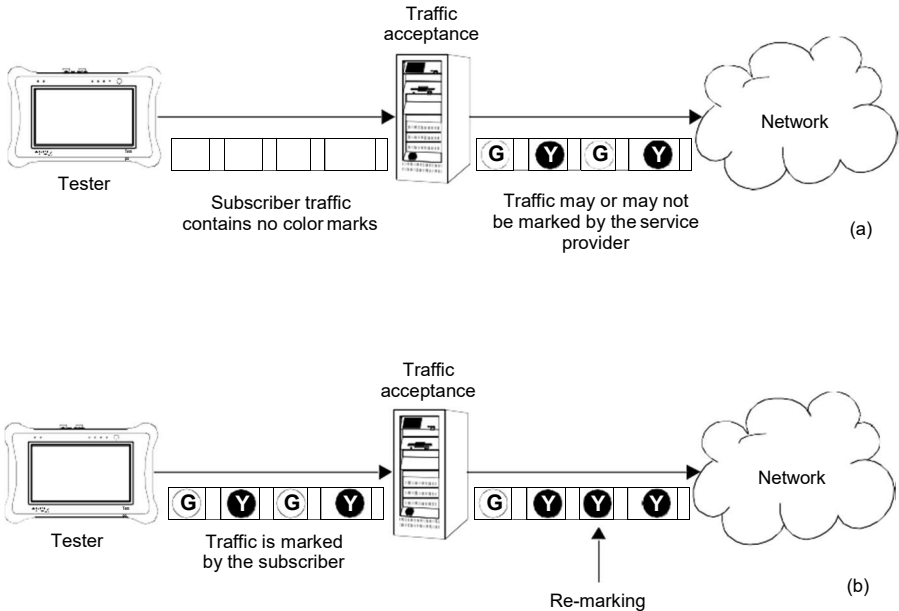 Traffic
acceptance
Network
G Y G Y
Tester
Subscriber traffic
contains no color marks
Traffic may or may not
be marked by the service
provider
(a)
Traffic
acceptance
Network
G Y G Y
G Y Y Y
Tester
Traffic is marked
by the subscriber
(b)
Re-marking